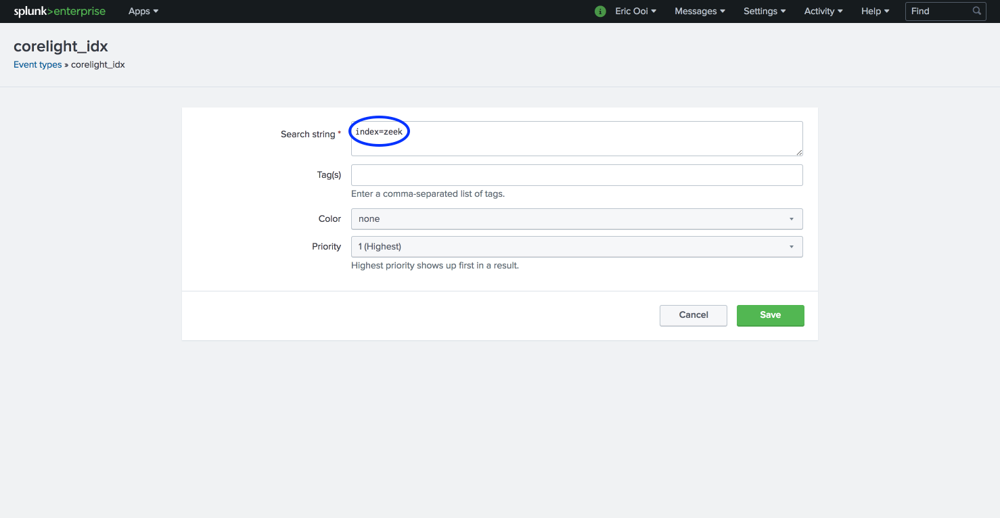 splunk>enterprise Apps i Eric Ooi Messages Settings Activity Help Find
corelight_idx
Event types » corelight_idx
Search string * index=zeek
Tag(s)
Enter a comma-separated list of tags.
Color none
Priority 1 (Highest)
Highest priority shows up first in a result.
Cancel Save